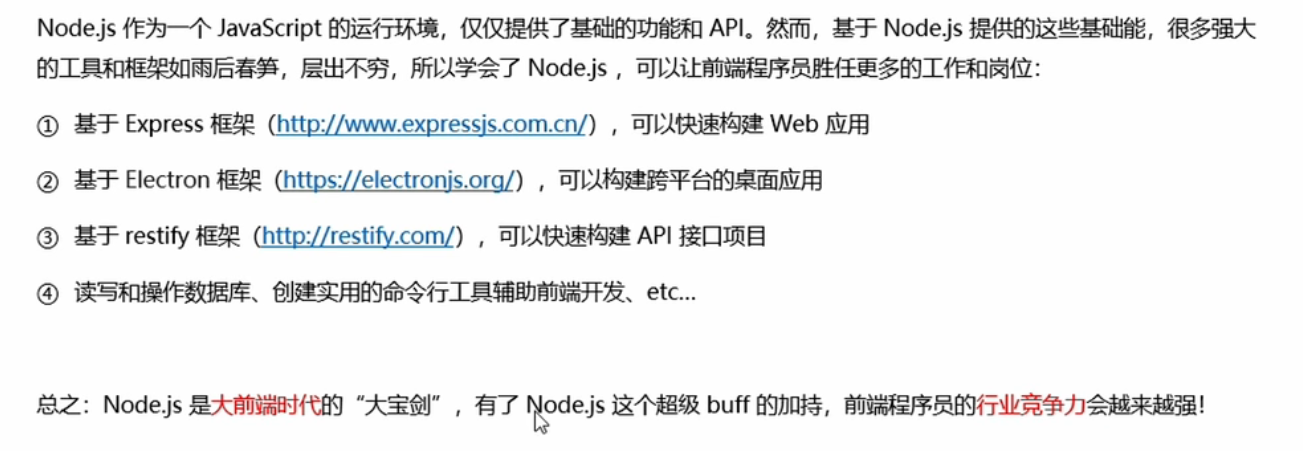 Node.js 作为一个 JavaScript 的运行环境，仅仅提供了基础的功能和 API。然而，基于 Node.js 提供的这些基础能，很多强大
的工具和框架如雨后春笋，层出不穷，所以学会了 Node.js ，可以让前端程序员胜任更多的工作和岗位：
① 基于 Express 框架（http://www.expressjs.com.cn/），可以快速构建 Web 应用
② 基于 Electron 框架（https://electronjs.org/），可以构建跨平台的桌面应用
③ 基于 restify 框架（http://restify.com/），可以快速构建 API 接口项目
④ 读写和操作数据库、创建实用的命令行工具辅助前端开发、etc...
总之：Node.js 是大前端时代的“大宝剑”，有了 Node.js 这个超级 buff 的加持，前端程序员的行业竞争力会越来越强！